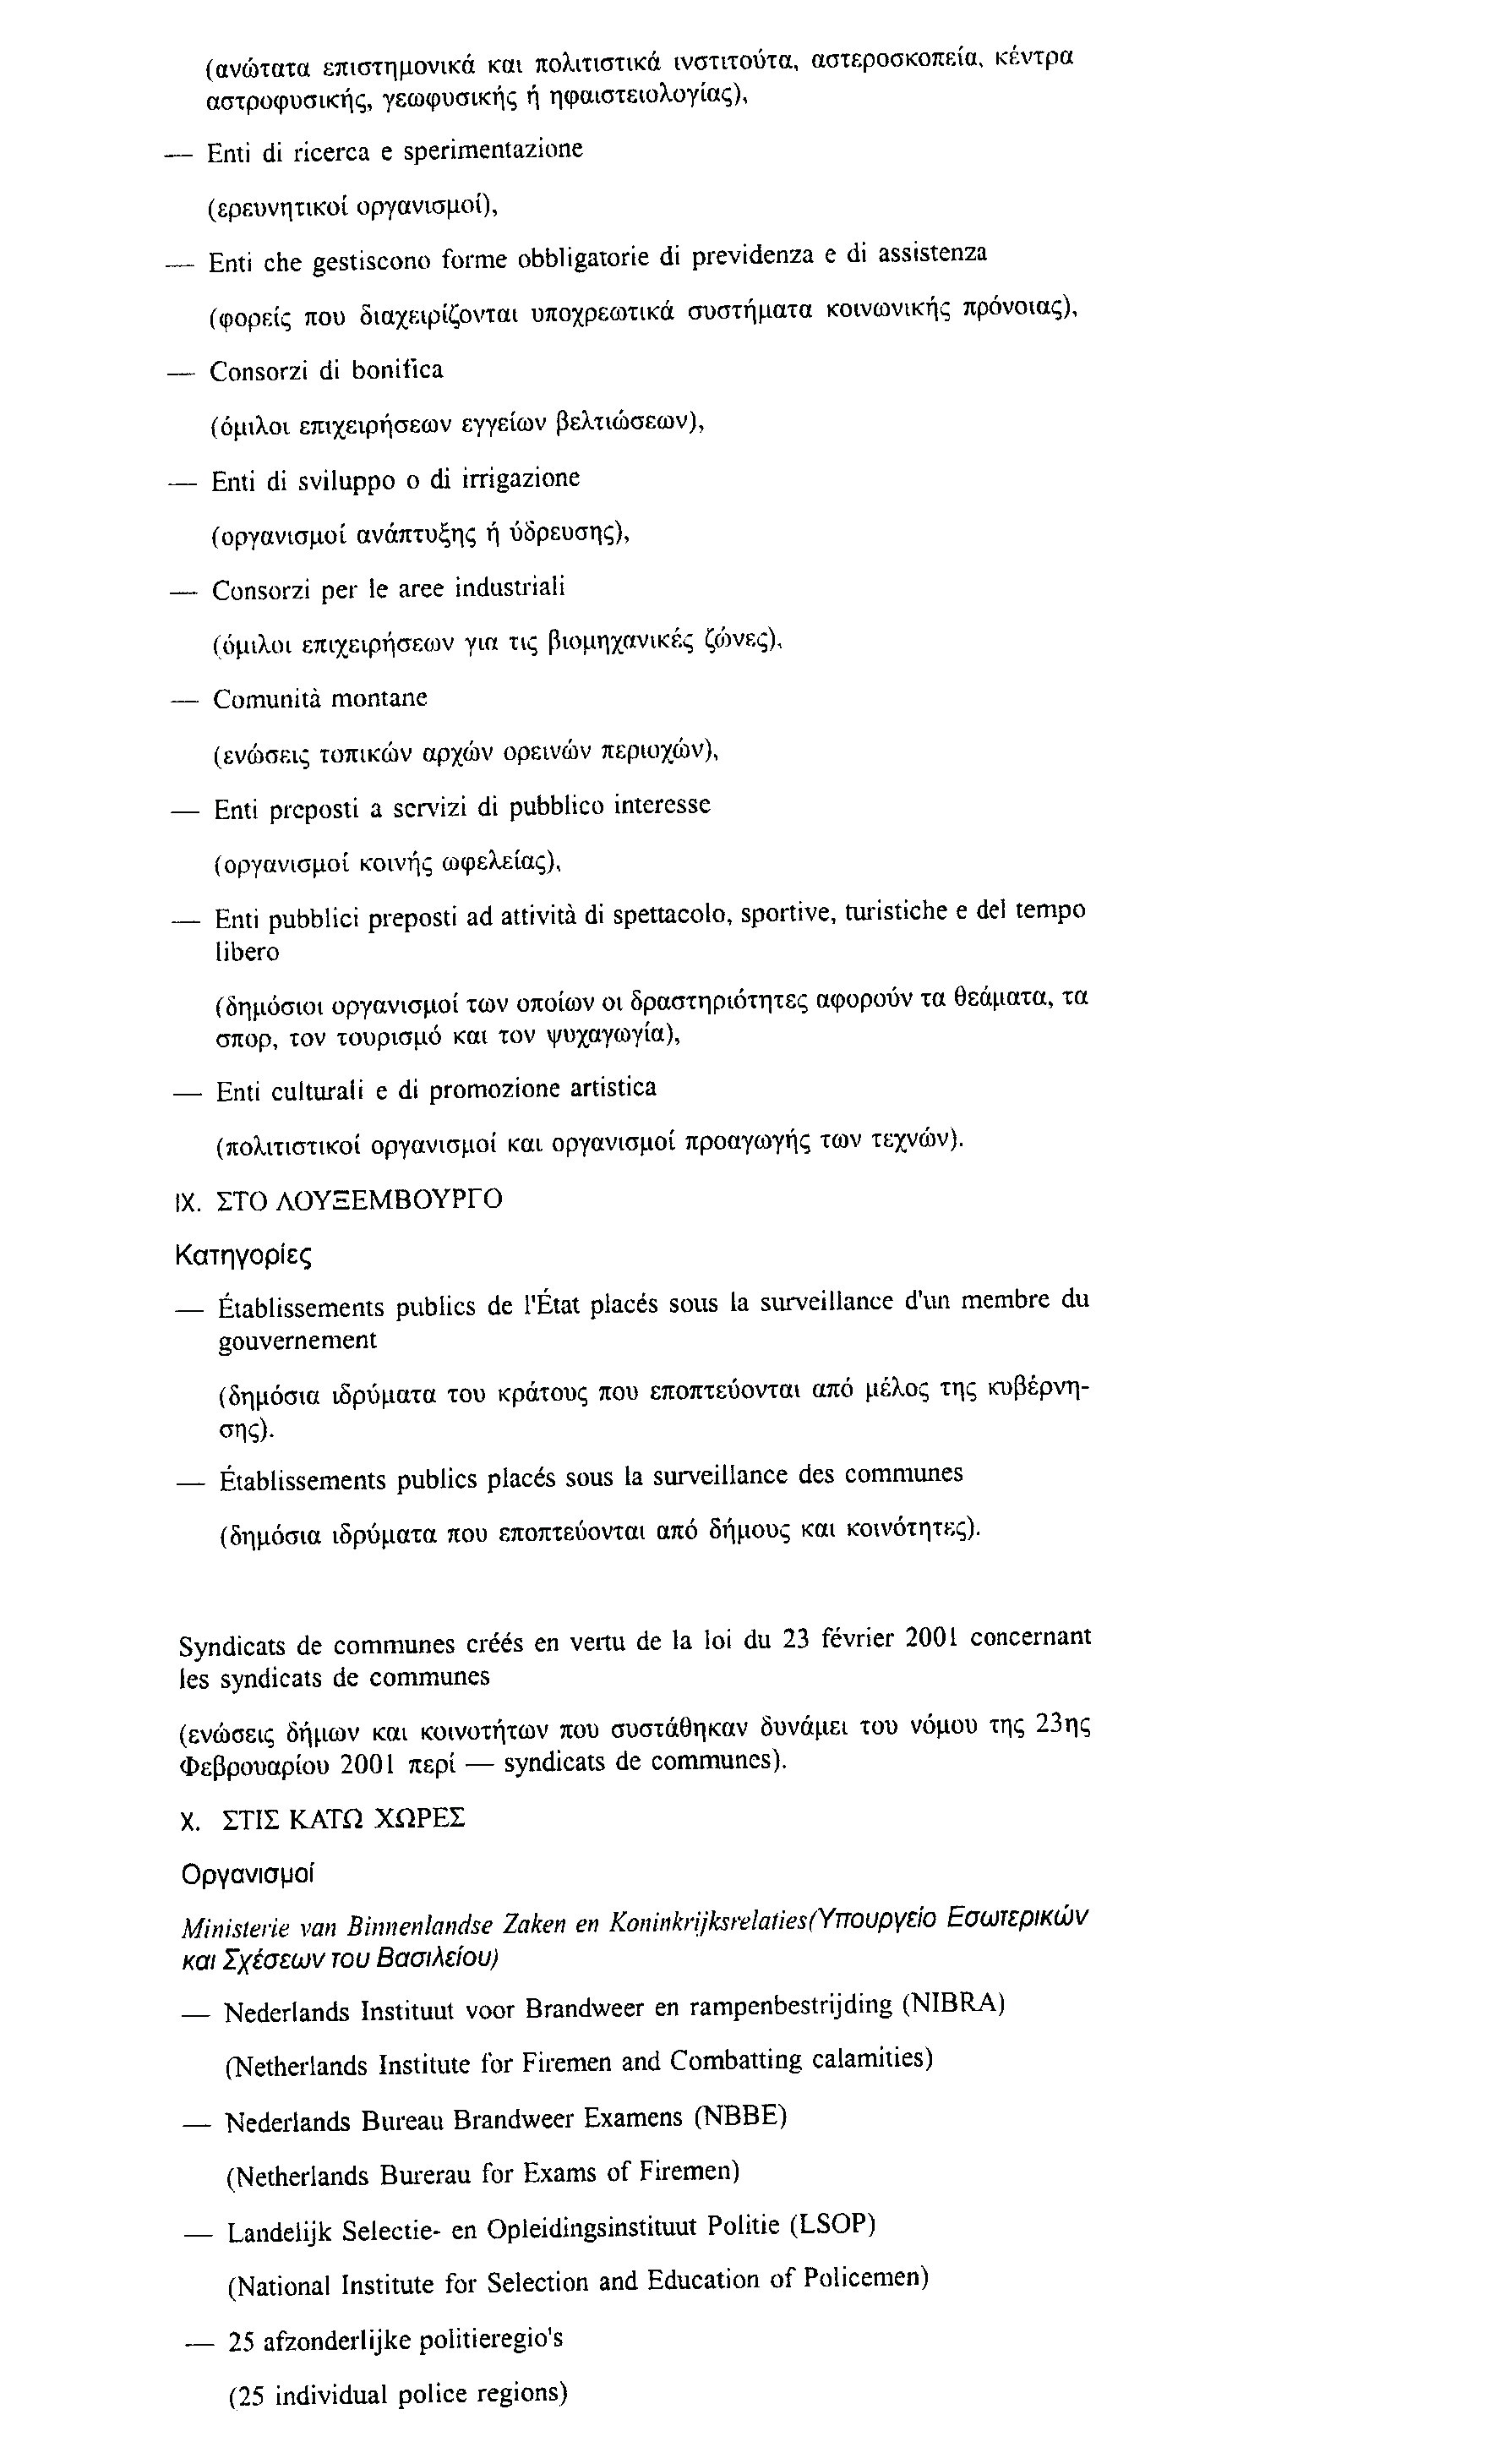 (ανώτατα επιστημονικά και πολιτιστικά ινστιτούτα, αστεροσκοπεία, κέντρα
αστροφυσικής, γεωφυσικής ή ηφαιστειολογίας),
— Enti di ricerca e sperimentazione
(ερευνητικοί οργανισμοί),
— Enti che gestiscono forme obbligatorie di previdenza e di assistenza
(φορείς που διαχειρίζονται υποχρεωτικά συστήματα κοινωνικής πρόνοιας),
— Consorzi di bonifica
(όμιλοι επιχειρήσεων εγγείων βελτιώσεων),
— Enti di sviluppo o di irrigazione
(οργανισμοί ανάπτυξης ή ύδρευσης),
— Consorzi per le aree industriali
(όμιλοι επιχειρήσεων για τις βιομηχανικές ζώνες),
— Comunità montane
(ενώσεις τοπικών αρχών ορεινών περιοχών),
— Enti preposti a servizi di pubblico interesse
(οργανισμοί κοινής ωφελείας),
— Enti pubblici preposti ad attività di spettacolo, sportive, turistiche e del tempo
libero
(δημόσιοι οργανισμοί των οποίων οι δραστηριότητες αφορούν τα θεάματα, τα
σπορ, τον τουρισμό και τον ψυχαγωγία),
— Enti culturali e di promozione artistica
(πολιτιστικοί οργανισμοί και οργανισμοί προαγωγής των τεχνών).
IX. ΣΤΟ ΛΟΥΞΕΜΒΟΥΡΓΟ
Κατηγορίες
— Établissements publics de l'État placés sous la surveillance d'un membre du
gouvernement
(δημόσια ιδρύματα του κράτους που εποπτεύονται από μέλος της κυβέρνη-
σης).
— Établissements publics placés sous la surveillance des communes
(δημόσια ιδρύματα που εποπτεύονται από δήμους και κοινότητες).
Syndicats de communes créés en vertu de la loi du 23 février 2001 concernant
les syndicats de communes
(ενώσεις δήμων και κοινοτήτων που συστάθηκαν δυνάμει του νόμου της 23ης
Φεβρουαρίου 2001 περί — syndicats de communes).
X. ΣΤΙΣ ΚΑΤΩ ΧΩΡΕΣ
Οργανισμοί
Ministerie van Binnenlandse Zaken en Koninkrijksrelaties(Υπουργείο Εσωτερικών
και Σχέσεων του Βασιλείου)
— Nederlands Instituut voor Brandweer en rampenbestrijding (NIBRA)
(Netherlands Institute for Firemen and Combatting calamities)
— Nederlands Bureau Brandweer Examens (NBBE)
(Netherlands Burerau for Exams of Firemen)
— Landelijk Selectie- en Opleidingsinstituut Politie (LSOP)
(National Institute for Selection and Education of Policemen)
— 25 afzonderlijke politieregio's
(25 individual police regions)